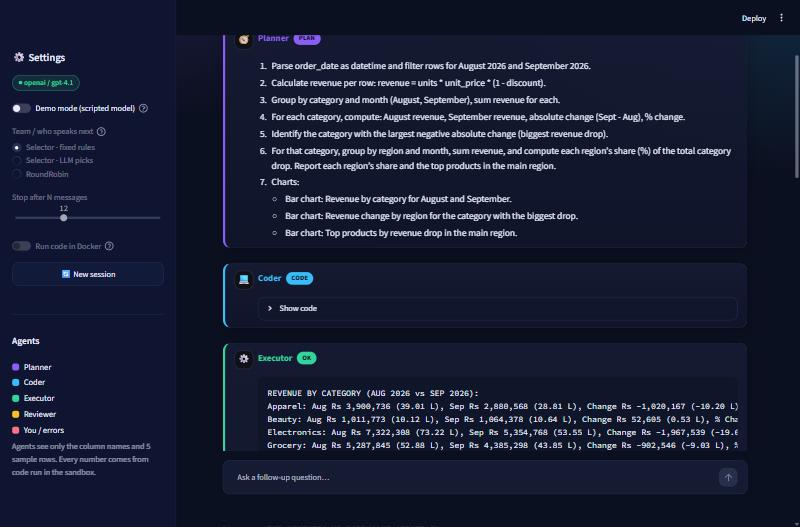 Deploy
Settings
openai / gpt-4.1
Demo mode (scripted model)
Team / who speaks next
Selector - fixed rules
Selector - LLM picks
RoundRobin
Stop after N messages
12
Run code in Docker
New session
Agents
Planner
Coder
Executor
Reviewer
You / errors
Agents see only the column names and 5
sample rows. Every number comes from
code run in the sandbox.
Planner PLAN
1. Parse order_date as datetime and filter rows for August 2026 and September 2026.
2. Calculate revenue per row: revenue = units * unit_price * (1 - discount).
3. Group by category and month (August, September), sum revenue for each.
4. For each category, compute: August revenue, September revenue, absolute change (Sept - Aug), % change.
5. Identify the category with the largest negative absolute change (biggest revenue drop).
6. For that category, group by region and month, sum revenue, and compute each region's share (%) of the total category
drop. Report each region's share and the top products in the main region.
7. Charts:
○ Bar chart: Revenue by category for August and September.
○ Bar chart: Revenue change by region for the category with the biggest drop.
○ Bar chart: Top products by revenue drop in the main region.
Coder CODE
Show code
Executor OK
REVENUE BY CATEGORY (AUG 2026 vs SEP 2026):
Apparel: Aug Rs 3,900,736 (39.01 L), Sep Rs 2,880,568 (28.81 L), Change Rs -1,020,167 (-10.20 L)
Beauty: Aug Rs 1,011,773 (10.12 L), Sep Rs 1,064,378 (10.64 L), Change Rs 52,605 (0.53 L), % Cha
Electronics: Aug Rs 7,322,308 (73.22 L), Sep Rs 5,354,768 (53.55 L), Change Rs -1,967,539 (-19.6
Grocery: Aug Rs 5,287,845 (52.88 L), Sep Rs 4,385,298 (43.85 L), Change Rs -902,546 (-9.03 L), %
Ask a follow-up question...